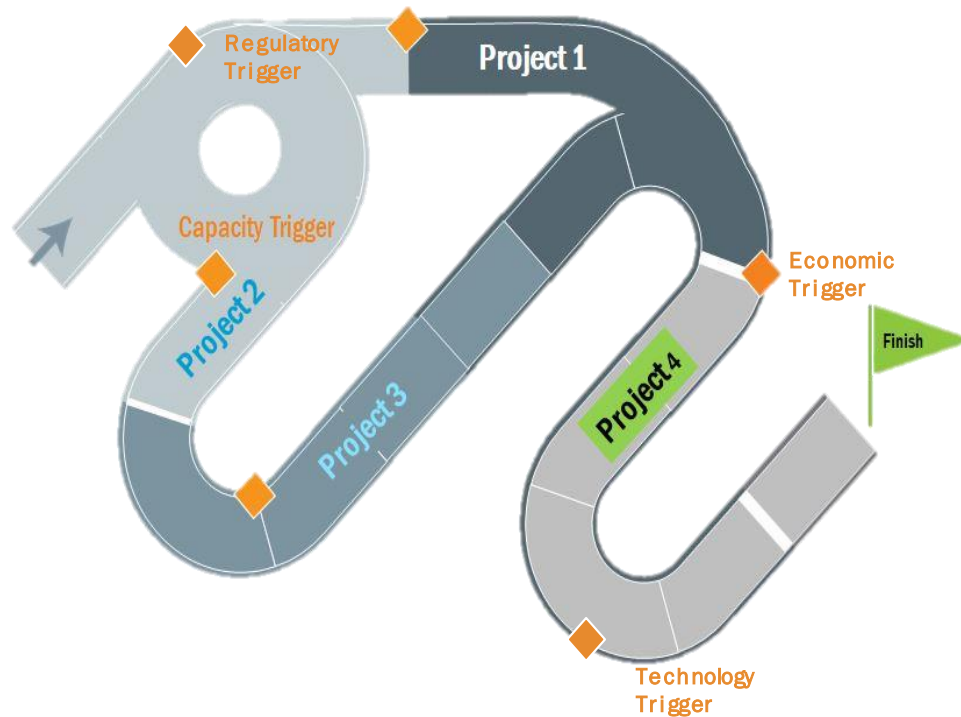 Regulatory
Trigger
Project 1
Capacity Trigger
Project 2
Economic
Trigger
Finish
Project 3
Project 4
Technology
Trigger